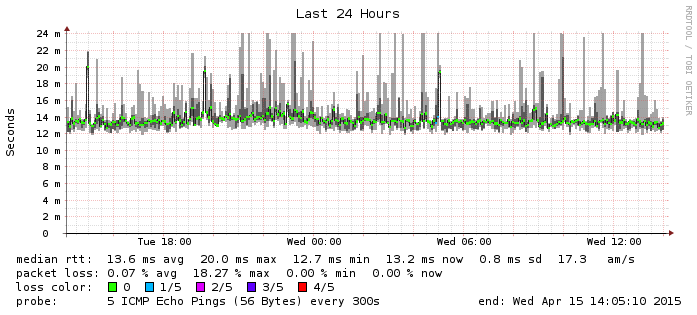 Last 24 Hours
RRDTOOL / TOBI OETIKER
Seconds
24 m
22 m
20 m
18 m
16 m
14 m
12 m
10 m
8 m
6 m
4 m
2 m
0
Tue 18:00 Wed 00:00 Wed 06:00 Wed 12:00
median rtt: 13.6 ms avg 20.0 ms max 12.7 ms min 13.2 ms now 0.8 ms sd 17.3 am/s
packet loss: 0.07 % avg 18.27 % max 0.00 % min 0.00 % now
loss color: 0 1/5 2/5 3/5 4/5
probe: 5 ICMP Echo Pings (56 Bytes) every 300s end: Wed Apr 15 14:05:10 2015